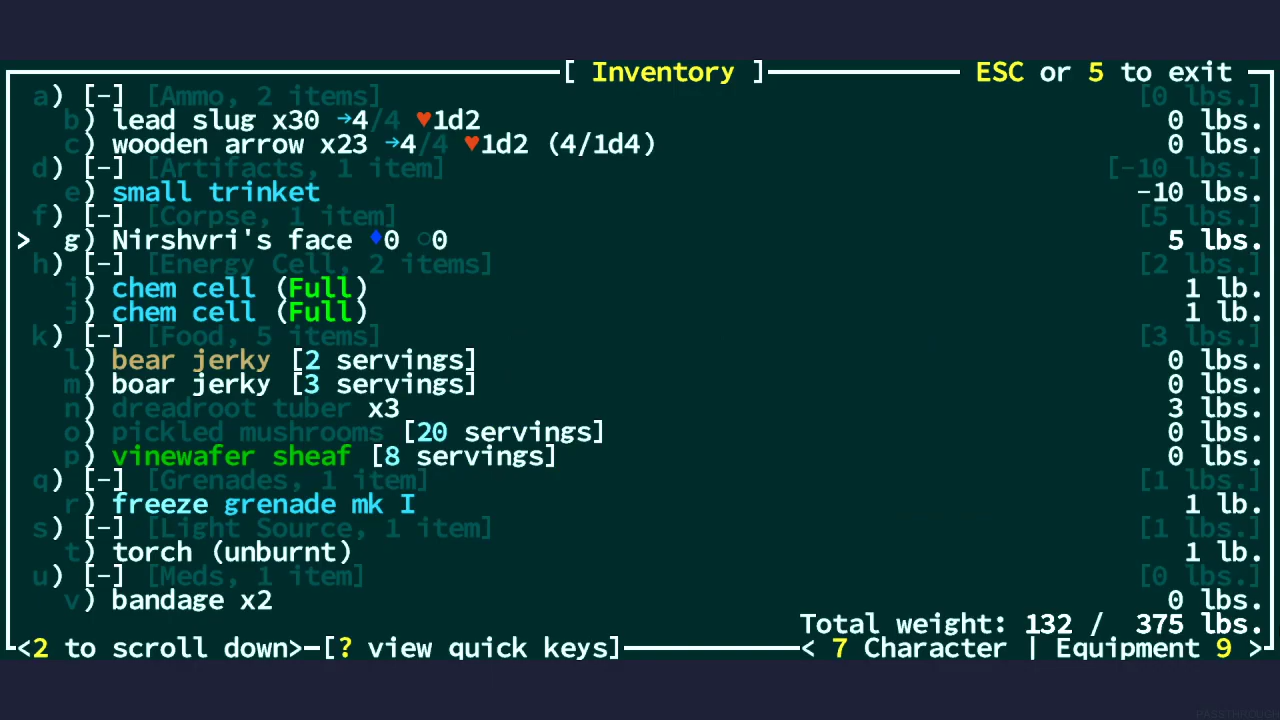 [ Inventory ] ESC or 5 to exit
a) [-] [Ammo, 2 items] [0 lbs.]
b) lead slug x30 →4/4 ♥1d2 0 lbs.
c) wooden arrow x23 →4/4 ♥1d2 (4/1d4) 0 lbs.
d) [-] [Artifacts, 1 item] [-10 lbs.]
e) small trinket -10 lbs.
f) [-] [Corpse, 1 item] [5 lbs.]
> g) Nirshvri's face ♦0 ○0 5 lbs.
h) [-] [Energy Cell, 2 items] [2 lbs.]
i) chem cell (Full) 1 lb.
j) chem cell (Full) 1 lb.
k) [-] [Food, 5 items] [3 lbs.]
l) bear jerky [2 servings] 0 lbs.
m) boar jerky [3 servings] 0 lbs.
n) dreadroot tuber x3 3 lbs.
o) pickled mushrooms [20 servings] 0 lbs.
p) vinewafer sheaf [8 servings] 0 lbs.
q) [-] [Grenades, 1 item] [1 lbs.]
r) freeze grenade mk I 1 lb.
s) [-] [Light Source, 1 item] [1 lbs.]
t) torch (unburnt) 1 lb.
u) [-] [Meds, 1 item] [0 lbs.]
v) bandage x2 0 lbs.
Total weight: 132 / 375 lbs.
<2 to scroll down> [? view quick keys] < 7 Character | Equipment 9 >